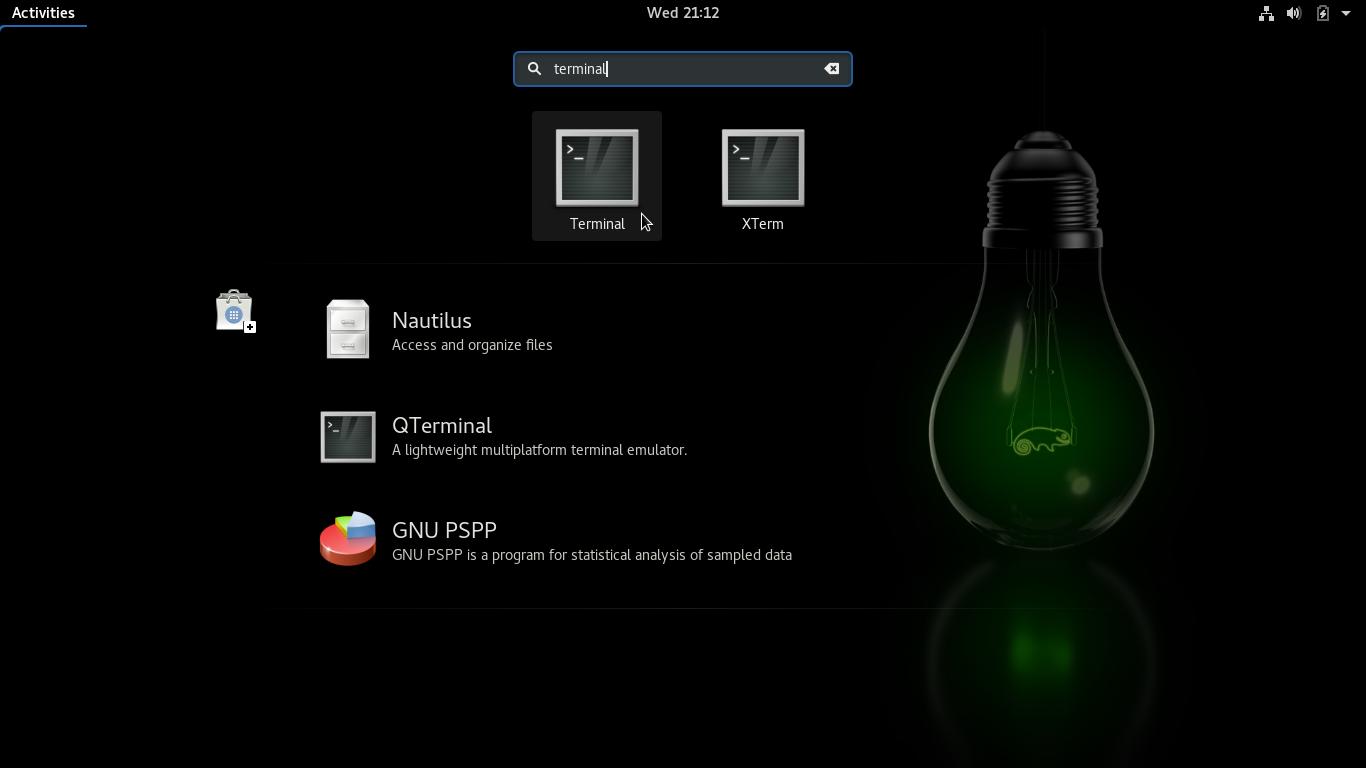 Activities
Wed 21:12
terminal
Terminal
XTerm
Nautilus
Access and organize files
QTerminal
A lightweight multiplatform terminal emulator.
GNU PSPP
GNU PSPP is a program for statistical analysis of sampled data